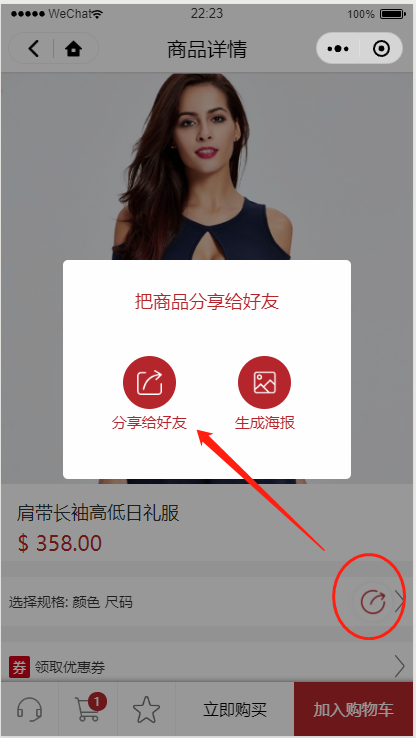 WeChat
22:23
100%
商品详情
把商品分享给好友
分享给好友
生成海报
肩带长袖高低日礼服
$ 358.00
选择规格: 颜色 尺码
券 领取优惠券
1
立即购买
加入购物车